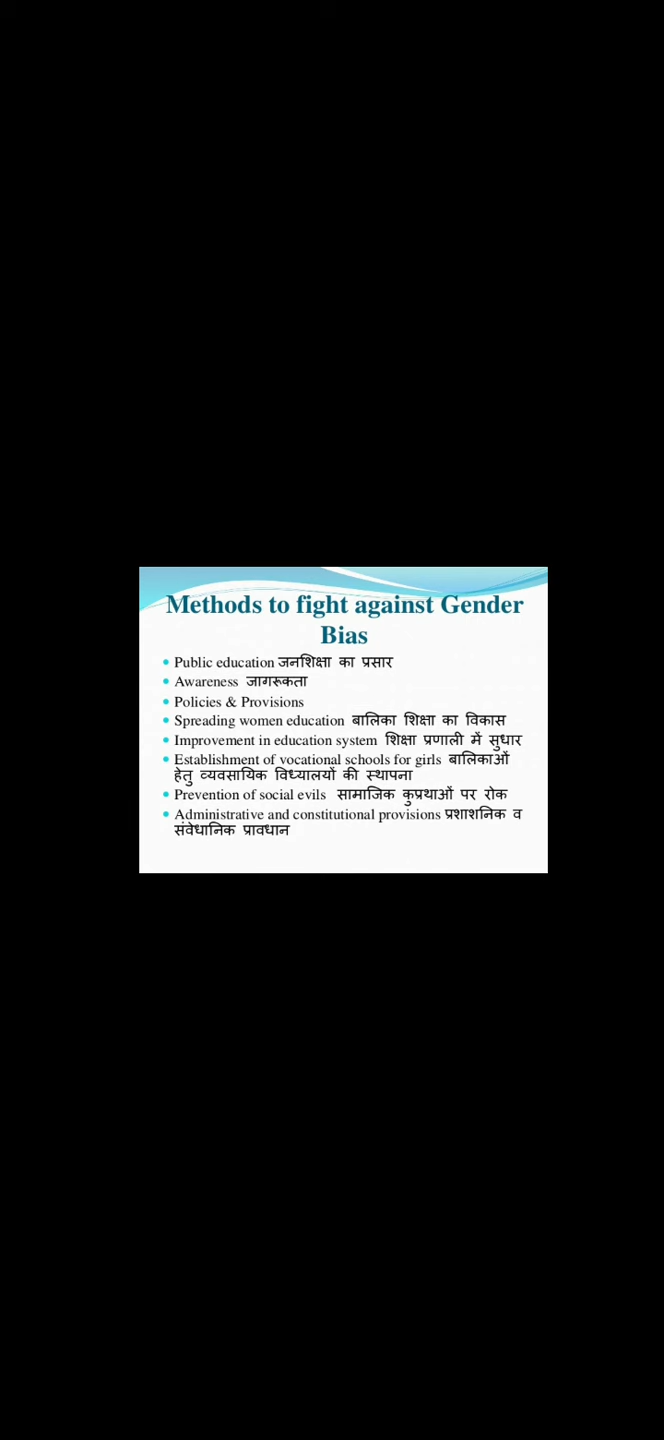 Methods to fight against Gender
Bias
• Public education जनशिक्षा का प्रसार
• Awareness जागरूकता
• Policies & Provisions
• Spreading women education बालिका शिक्षा का विकास
• Improvement in education system शिक्षा प्रणाली में सुधार
• Establishment of vocational schools for girls बालिकाओं
हेतु व्यवसायिक विध्यालयों की स्थापना
• Prevention of social evils सामाजिक कुप्रथाओं पर रोक
• Administrative and constitutional provisions प्रशाशनिक व
संवेधानिक प्रावधान